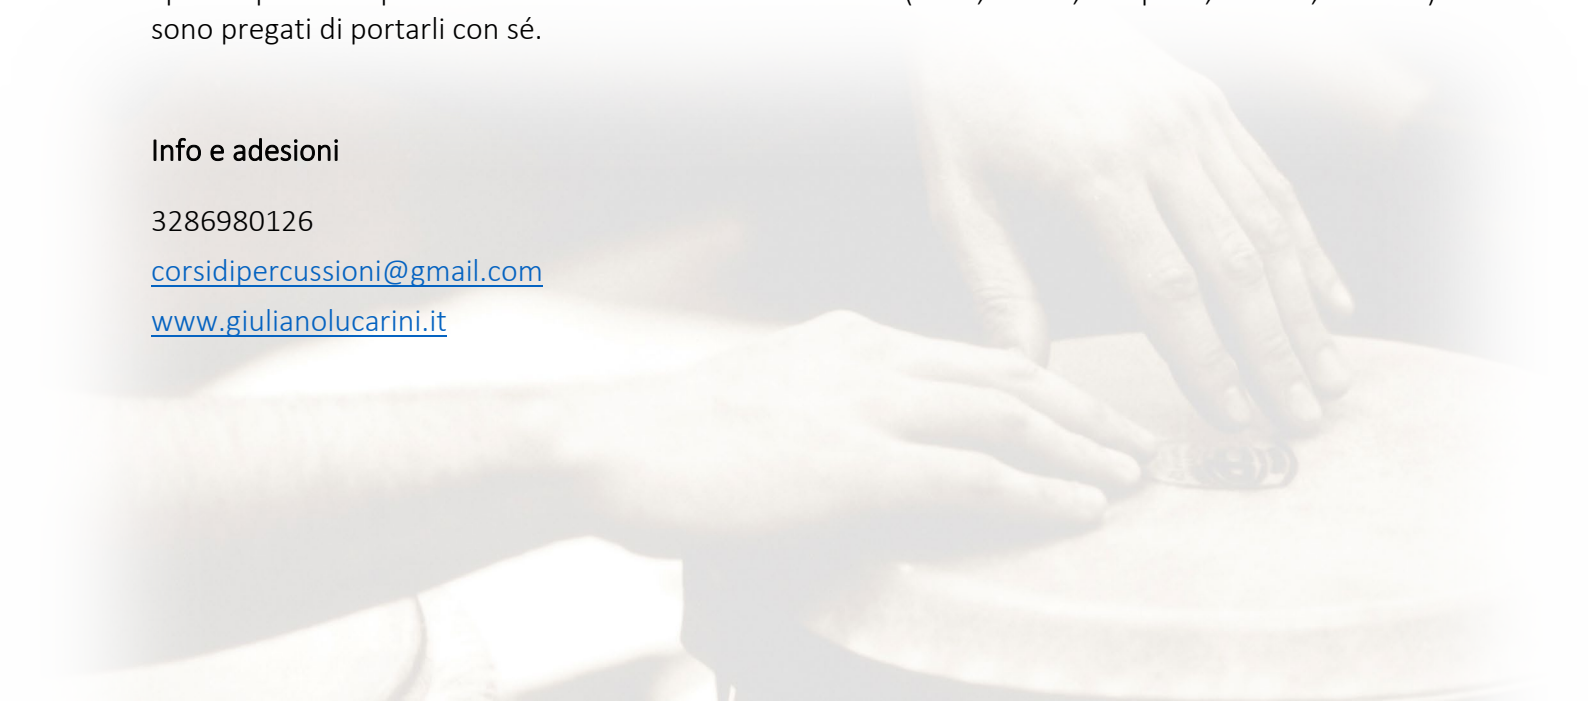 sono pregati di portarli con sé.
Info e adesioni
3286980126
corsidipercussioni@gmail.com
www.giulianolucarini.it